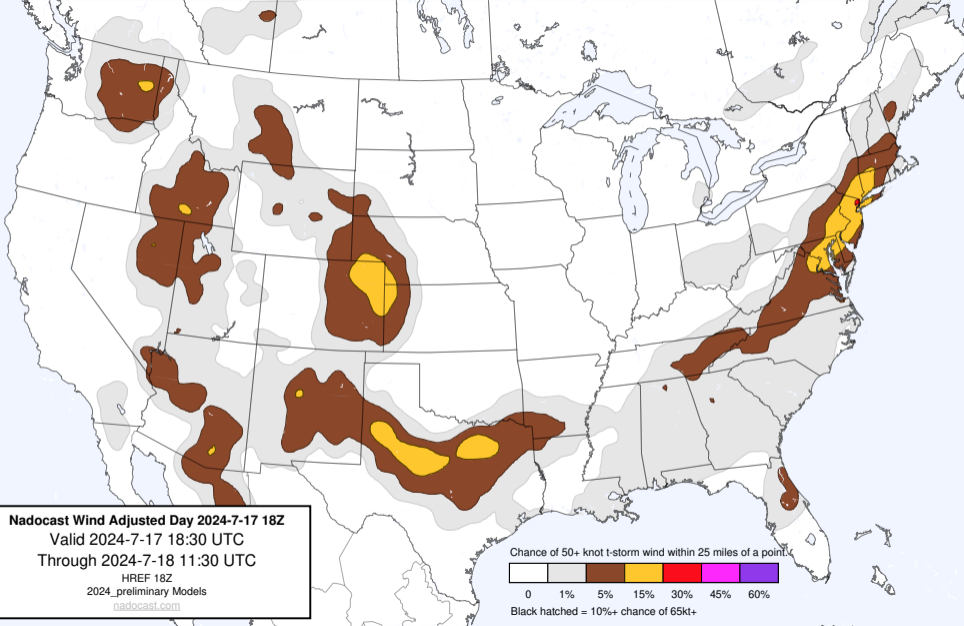 Nadocast Wind Adjusted Day 2024-7-17 18Z
Valid 2024-7-17 18:30 UTC
Through 2024-7-18 11:30 UTC
HREF 18Z
2024_preliminary Models
nadocast.com
Chance of 50+ knot t-storm wind within 25 miles of a point.
0 1% 5% 15% 30% 45% 60%
Black hatched = 10%+ chance of 65kt+